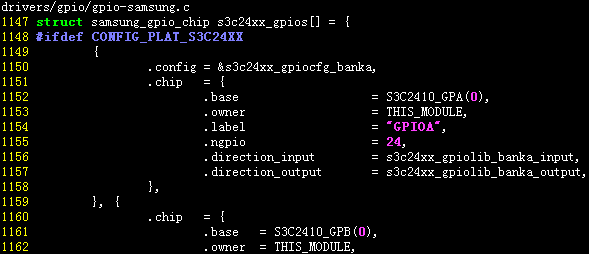 drivers/gpio/gpio-samsung.c
1147 struct samsung_gpio_chip s3c24xx_gpios[] = {
1148 #ifdef CONFIG_PLAT_S3C24XX
1149 {
1150 .config = &s3c24xx_gpiocfg_banka,
1151 .chip = {
1152 .base = S3C2410_GPA(0),
1153 .owner = THIS_MODULE,
1154 .label = "GPIOA",
1155 .ngpio = 24,
1156 .direction_input = s3c24xx_gpiolib_banka_input,
1157 .direction_output = s3c24xx_gpiolib_banka_output,
1158 },
1159 }, {
1160 .chip = {
1161 .base = S3C2410_GPB(0),
1162 .owner = THIS_MODULE,